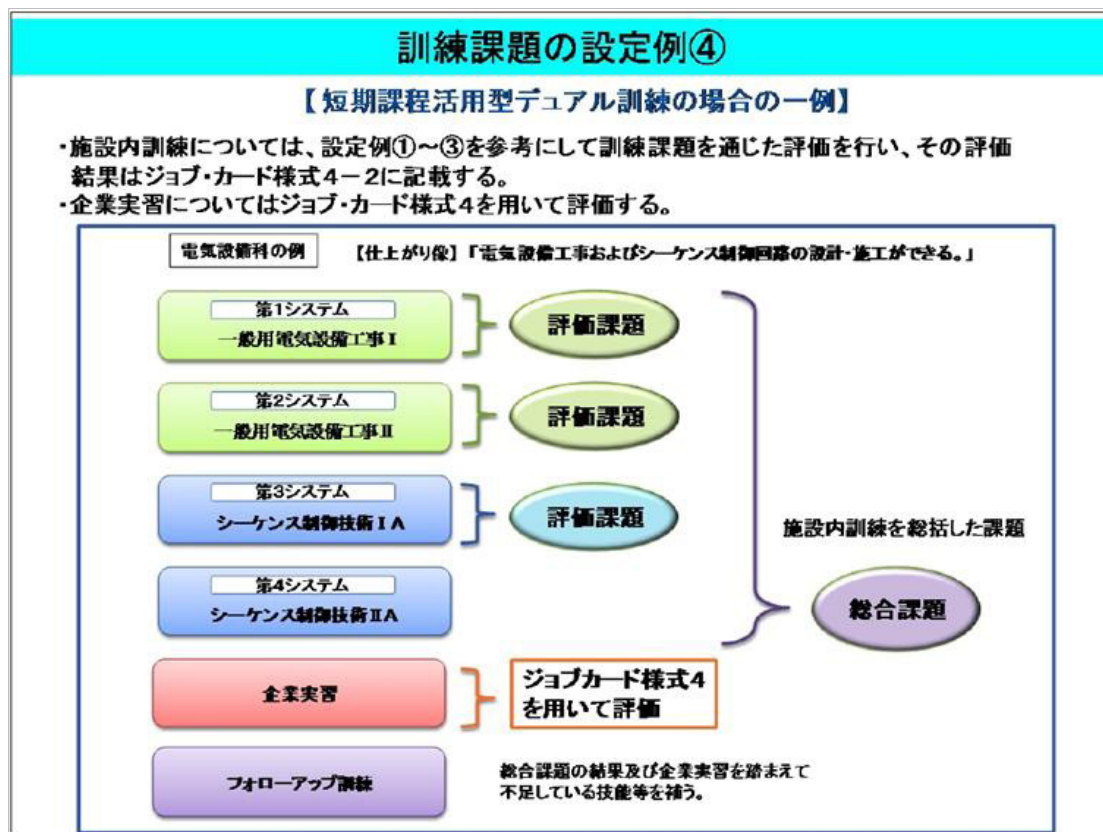 訓練課題の設定例④
【短期課程活用型デュアル訓練の場合の一例】
・施設内訓練については、設定例①～③を参考にして訓練課題を通じた評価を行い、その評価
結果はジョブ・カード様式4－2に記載する。
・企業実習についてはジョブ・カード様式4を用いて評価する。
電気設備科の例
【仕上がり像】「電気設備工事およびシーケンス制御回路の設計・施工ができる。」
第1システム
一般用電気設備工事Ⅰ
評価課題
第2システム
一般用電気設備工事Ⅱ
評価課題
第3システム
シーケンス制御技術ⅠA
評価課題
施設内訓練を総括した課題
第4システム
シーケンス制御技術ⅡA
総合課題
企業実習
ジョブカード様式4
を用いて評価
フォローアップ訓練
総合課題の結果及び企業実習を踏まえて
不足している技能等を補う。